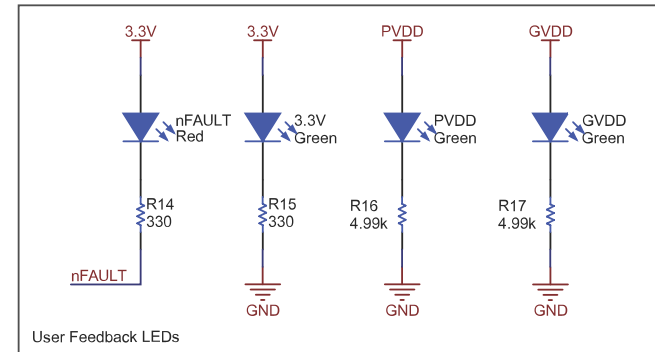 3.3V
3.3V
PVDD
GVDD
nFAULT
Red
3.3V
Green
PVDD
Green
GVDD
Green
R14
330
R15
330
R16
4.99k
R17
4.99k
nFAULT
GND
GND
GND
User Feedback LEDs